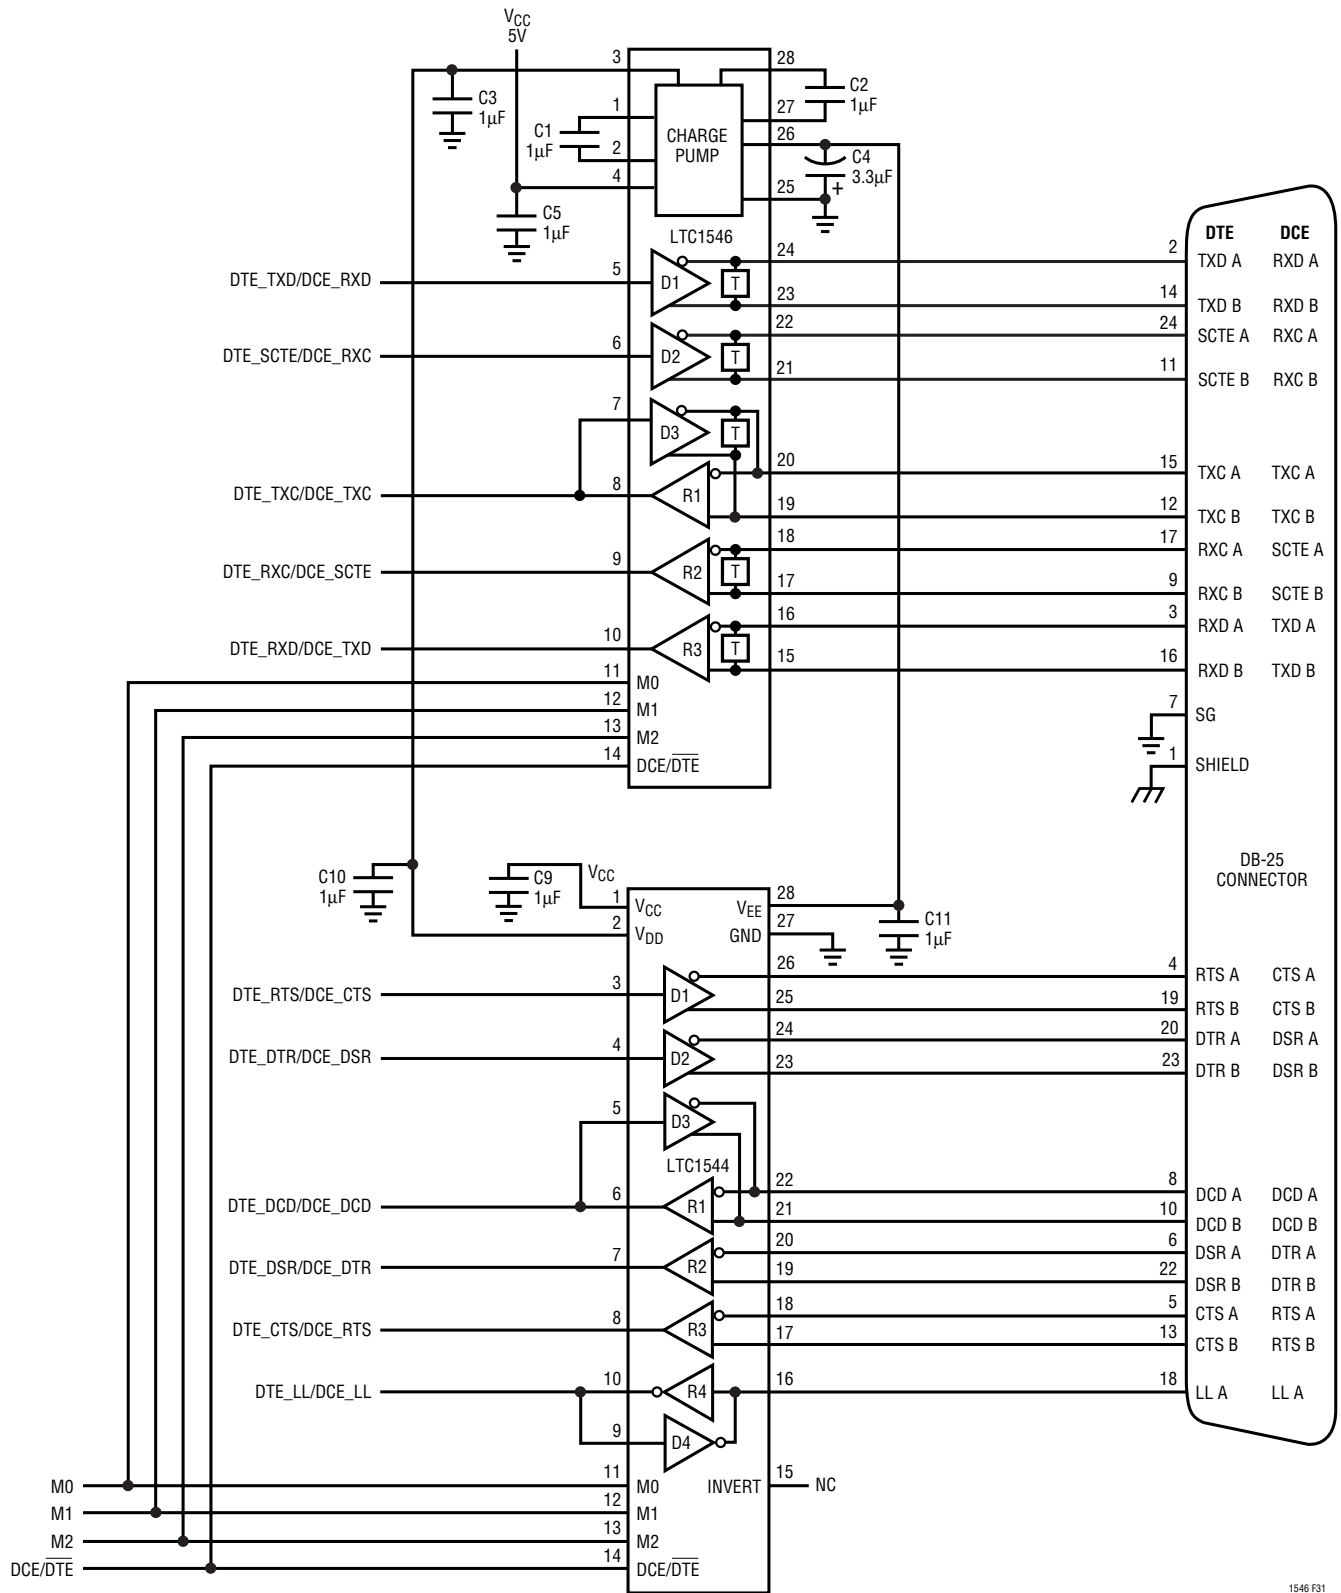 VCC
5V
3
28
C3
1µF
C2
1µF
1
27
C1
1µF
CHARGE
PUMP
26
2
C4
3.3µF
+
4
25
C5
1µF
LTC1546
DTE DCE
DTE_TXD/DCE_RXD
5
D1
T
24
2
TXD A RXD A
23
14
TXD B RXD B
DTE_SCTE/DCE_RXC
6
D2
T
22
24
SCTE A RXC A
21
11
SCTE B RXC B
7
D3
T
20
15
TXC A TXC A
DTE_TXC/DCE_TXC
8
R1
19
12
TXC B TXC B
18
17
RXC A SCTE A
DTE_RXC/DCE_SCTE
9
R2
T
17
9
RXC B SCTE B
16
3
RXD A TXD A
DTE_RXD/DCE_TXD
10
R3
T
15
16
RXD B TXD B
11
M0
12
M1
13
M2
14
DCE/DTE
7
SG
1
SHIELD
DB-25
CONNECTOR
C10
1µF
C9
1µF
VCC
1
VCC
VEE
28
2
VDD
GND
27
C11
1µF
DTE_RTS/DCE_CTS
3
D1
26
4
RTS A CTS A
25
19
RTS B CTS B
DTE_DTR/DCE_DSR
4
D2
24
20
DTR A DSR A
23
23
DTR B DSR B
5
D3
LTC1544
DTE_DCD/DCE_DCD
6
R1
22
8
DCD A DCD A
21
10
DCD B DCD B
DTE_DSR/DCE_DTR
7
R2
20
6
DSR A DTR A
19
22
DSR B DTR B
DTE_CTS/DCE_RTS
8
R3
18
5
CTS A RTS A
17
13
CTS B RTS B
DTE_LL/DCE_LL
10
R4
16
18
LL A LL A
9
D4
M0
11
M0
INVERT
15
NC
M1
12
M1
M2
13
M2
DCE/DTE
14
DCE/DTE
1546 F31